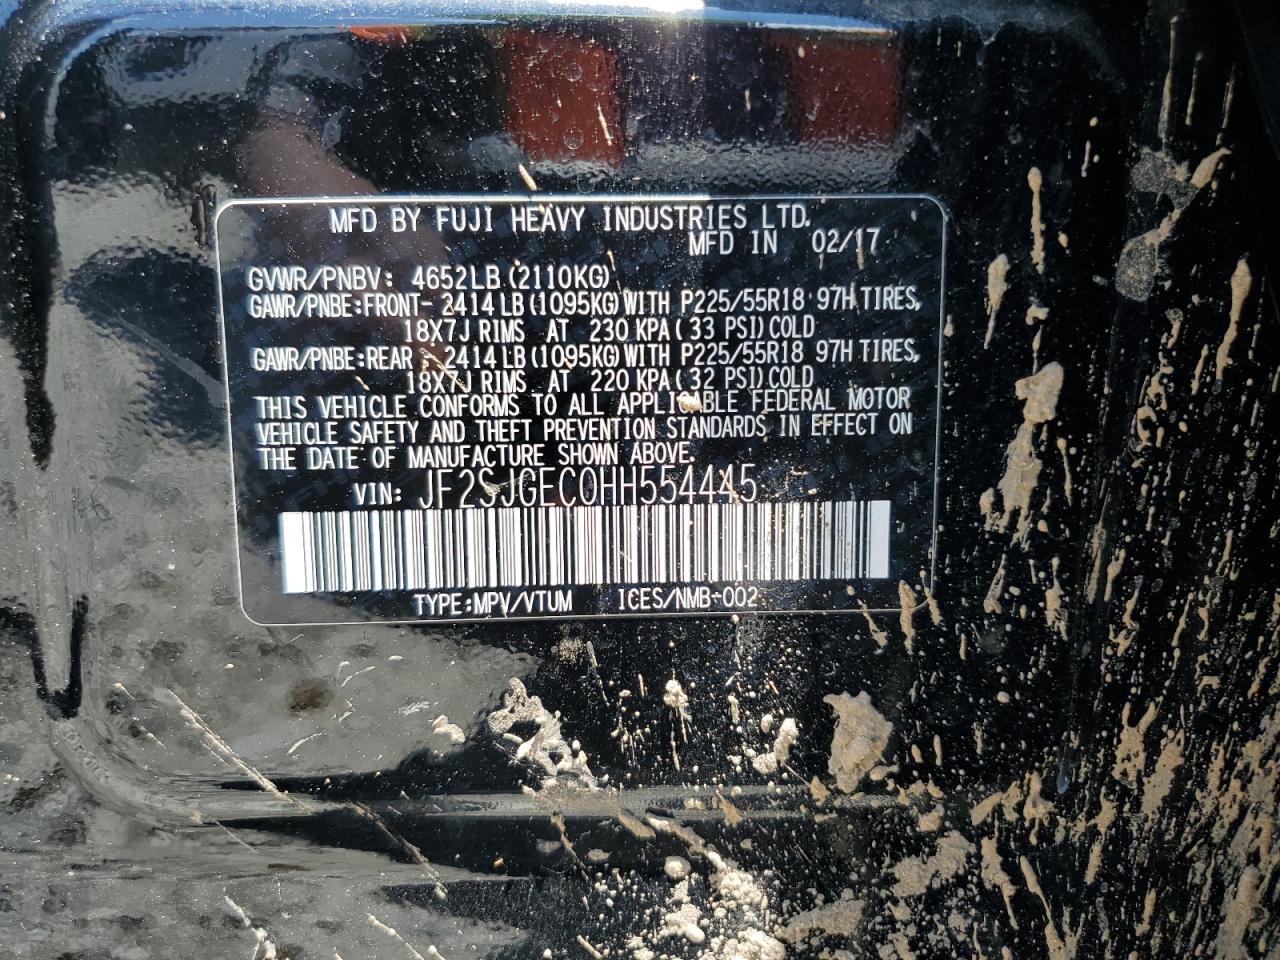 MFD BY FUJI HEAVY INDUSTRIES LTD.
MFD IN 02/17
GVWR/PNBV: 4652LB(2110KG)
GAWR/PNBE:FRONT- 2414LB(1095KG)WITH P225/55R18 97H TIRES,
18X7J RIMS AT 230 KPA(33 PSI)COLD
GAWR/PNBE:REAR - 2414LB(1095KG)WITH P225/55R18 97H TIRES,
18X7J RIMS AT 220 KPA(32 PSI)COLD
THIS VEHICLE CONFORMS TO ALL APPLICABLE FEDERAL MOTOR
VEHICLE SAFETY AND THEFT PREVENTION STANDARDS IN EFFECT ON
THE DATE OF MANUFACTURE SHOWN ABOVE.
VIN: JF2SJGEC0HH554445
TYPE:MPV/VTUM ICES/NMB-002